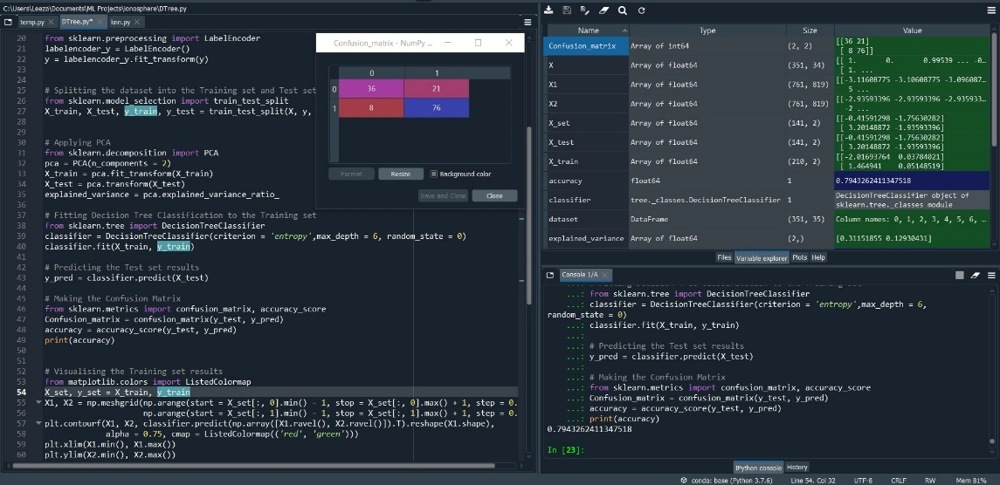 C:\Users\Leeza\Documents\ML Projects\ionosphere\DTree.py
temp.py
DTree.py*
knn.py
20 from sklearn.preprocessing import LabelEncoder
21 labelencoder_y = LabelEncoder()
22 y = labelencoder_y.fit_transform(y)
23
24
25 # Splitting the dataset into the Training set and Test set
26 from sklearn.model_selection import train_test_split
27 X_train, X_test, y_train, y_test = train_test_split(X, y,
28
29
30 # Applying PCA
31 from sklearn.decomposition import PCA
32 pca = PCA(n_components = 2)
33 X_train = pca.fit_transform(X_train)
34 X_test = pca.transform(X_test)
35 explained_variance = pca.explained_variance_ratio_
36
37 # Fitting Decision Tree Classification to the Training set
38 from sklearn.tree import DecisionTreeClassifier
39 classifier = DecisionTreeClassifier(criterion = 'entropy',max_depth = 6, random_state = 0)
40 classifier.fit(X_train, y_train)
41
42 # Predicting the Test set results
43 y_pred = classifier.predict(X_test)
44
45 # Making the Confusion Matrix
46 from sklearn.metrics import confusion_matrix, accuracy_score
47 Confusion_matrix = confusion_matrix(y_test, y_pred)
48 accuracy = accuracy_score(y_test, y_pred)
49 print(accuracy)
50
51
52 # Visualising the Training set results
53 from matplotlib.colors import ListedColormap
54 X_set, y_set = X_train, y_train
55 X1, X2 = np.meshgrid(np.arange(start = X_set[:, 0].min() - 1, stop = X_set[:, 0].max() + 1, step = 0.
56 np.arange(start = X_set[:, 1].min() - 1, stop = X_set[:, 1].max() + 1, step = 0.
57 plt.contourf(X1, X2, classifier.predict(np.array([X1.ravel(), X2.ravel()]).T).reshape(X1.shape),
58 alpha = 0.75, cmap = ListedColormap(('red', 'green')))
59 plt.xlim(X1.min(), X1.max())
60 plt.ylim(X2.min(), X2.max())
Confusion_matrix - NumPy ...
0 1
0 36 21
1 8 76
Format Resize Background color
Save and Close Close
Name Type Size Value
Confusion_matrix Array of int64 (2, 2) [[36 21]
[ 8 76]]
X Array of float64 (351, 34) [[ 1. 0. 0.99539 ... -0…
[ 1. ...
X1 Array of float64 (761, 819) [[-3.11608775 -3.10608775 -3.096087…
5 ...
X2 Array of float64 (761, 819) [[-2.93593396 -2.93593396 -2.935933…
-2 ...
X_set Array of float64 (141, 2) [[-0.41591298 -1.75630282]
[ 3.20148872 -1.93593396]
X_test Array of float64 (141, 2) [[-0.41591298 -1.75630282]
[ 3.20148872 -1.93593396]
X_train Array of float64 (210, 2) [[-2.01693764 0.03784021]
[ 1.464941 0.05148519]
accuracy float64 1 0.7943262411347518
classifier tree._classes.DecisionTreeClassifier 1 DecisionTreeClassifier object of
sklearn.tree._classes module
dataset DataFrame (351, 35) Column names: 0, 1, 2, 3, 4, 5, 6, …
explained_variance Array of float64 (2,) [0.31151855 0.12930431]
Files Variable explorer Plots Help
Console 1/A
...: from sklearn.tree import DecisionTreeClassifier
...: classifier = DecisionTreeClassifier(criterion = 'entropy',max_depth = 6,
random_state = 0)
...: classifier.fit(X_train, y_train)
...:
...: # Predicting the Test set results
...: y_pred = classifier.predict(X_test)
...:
...: # Making the Confusion Matrix
...: from sklearn.metrics import confusion_matrix, accuracy_score
...: Confusion_matrix = confusion_matrix(y_test, y_pred)
...: accuracy = accuracy_score(y_test, y_pred)
...: print(accuracy)
0.7943262411347518
In [23]:
IPython console History
conda: base (Python 3.7.6) Line 54, Col 32 UTF-8 CRLF RW Mem 81%